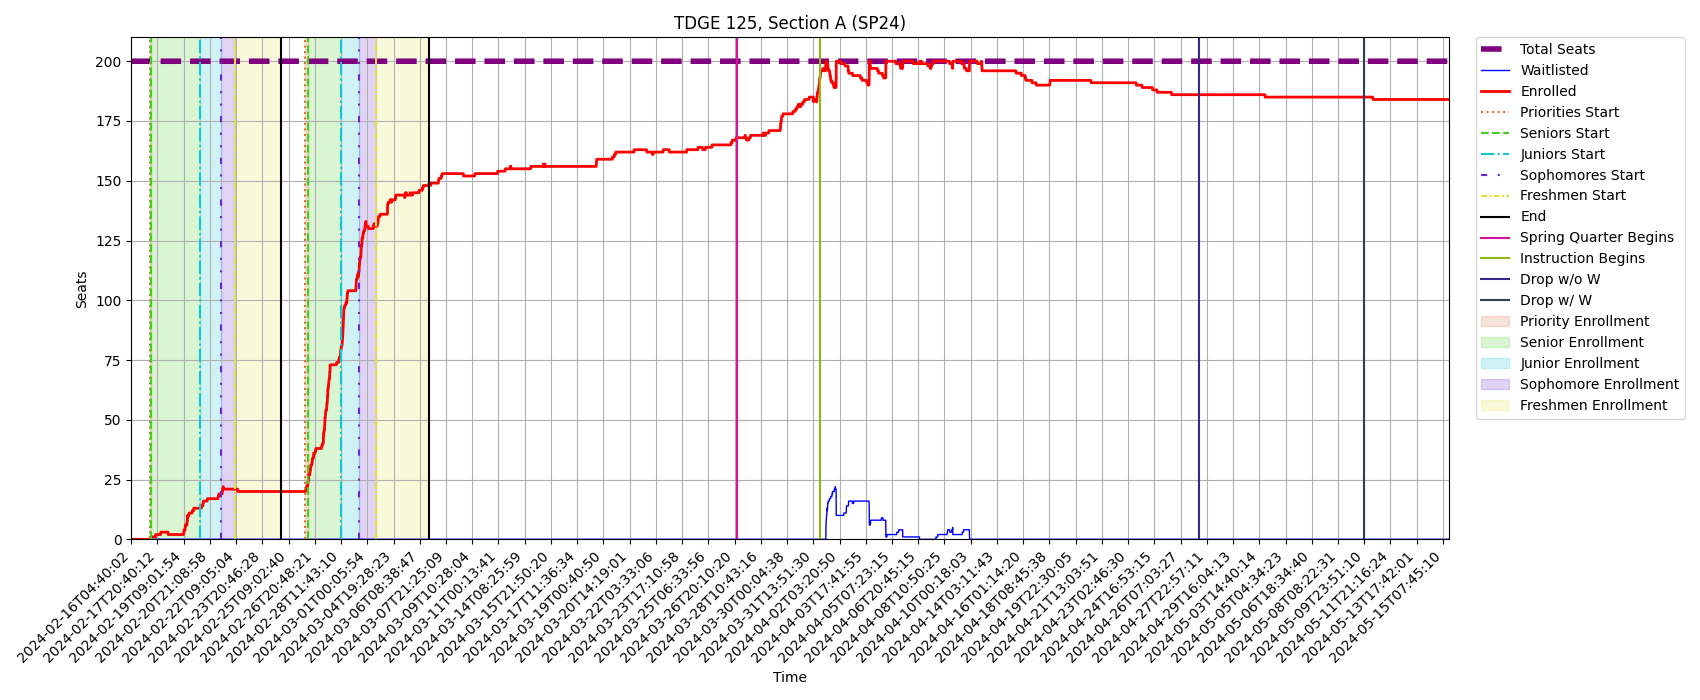 TDGE 125, Section A (SP24)
Seats
200
175
150
125
100
75
50
25
0
2024-02-16T04:40:02
2024-02-17T20:40:12
2024-02-19T09:01:54
2024-02-20T21:08:58
2024-02-22T09:05:04
2024-02-23T20:46:28
2024-02-25T09:02:40
2024-02-26T20:48:21
2024-02-28T11:43:10
2024-03-01T00:05:54
2024-03-04T19:28:23
2024-03-06T08:38:47
2024-03-07T21:25:09
2024-03-09T10:28:04
2024-03-11T00:13:41
2024-03-14T08:25:59
2024-03-15T21:50:20
2024-03-17T11:36:34
2024-03-19T00:40:50
2024-03-20T14:19:01
2024-03-22T03:33:06
2024-03-23T17:10:58
2024-03-25T06:33:56
2024-03-26T20:10:20
2024-03-28T10:43:16
2024-03-30T00:04:38
2024-03-31T13:51:30
2024-04-02T03:20:50
2024-04-03T17:41:55
2024-04-05T07:23:15
2024-04-06T20:45:15
2024-04-08T10:50:25
2024-04-10T00:18:03
2024-04-14T03:11:43
2024-04-16T01:14:20
2024-04-18T08:45:38
2024-04-19T22:30:05
2024-04-21T13:03:51
2024-04-23T02:46:30
2024-04-24T16:53:15
2024-04-26T07:03:27
2024-04-27T22:57:11
2024-04-29T16:04:13
2024-05-03T14:40:14
2024-05-05T04:34:23
2024-05-06T18:34:40
2024-05-08T08:22:31
2024-05-09T23:51:10
2024-05-11T21:16:24
2024-05-13T17:42:01
2024-05-15T07:45:10
Time
Total Seats
Waitlisted
Enrolled
Priorities Start
Seniors Start
Juniors Start
Sophomores Start
Freshmen Start
End
Spring Quarter Begins
Instruction Begins
Drop w/o W
Drop w/ W
Priority Enrollment
Senior Enrollment
Junior Enrollment
Sophomore Enrollment
Freshmen Enrollment